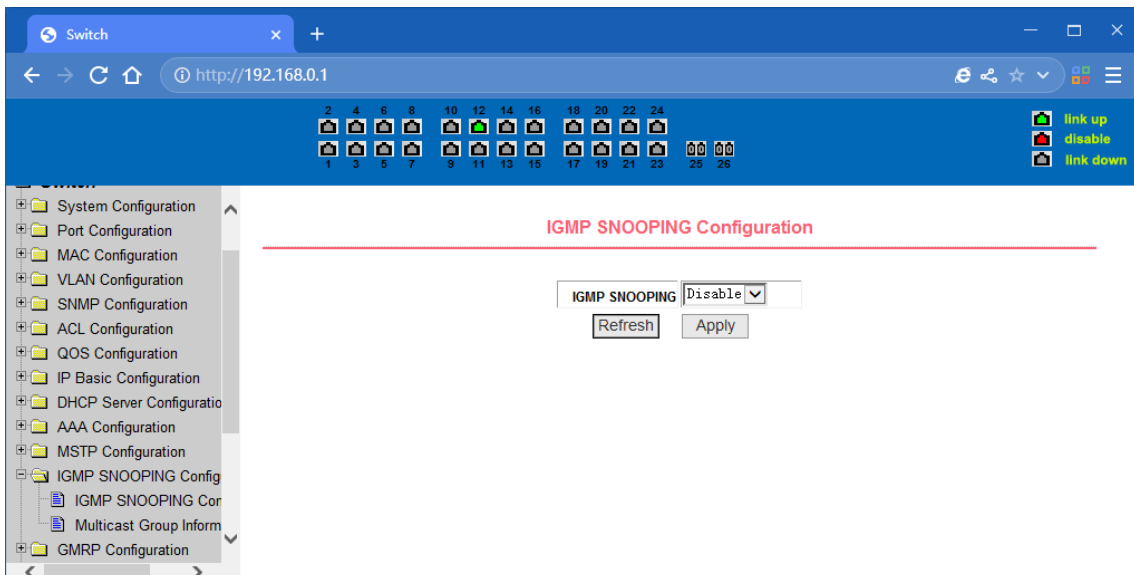 Switch
http://192.168.0.1
2 4 6 8 10 12 14 16 18 20 22 24
1 3 5 7 9 11 13 15 17 19 21 23 25 26
link up
disable
link down
System Configuration
Port Configuration
MAC Configuration
VLAN Configuration
SNMP Configuration
ACL Configuration
QOS Configuration
IP Basic Configuration
DHCP Server Configuratio
AAA Configuration
MSTP Configuration
IGMP SNOOPING Config
IGMP SNOOPING Con
Multicast Group Inform
GMRP Configuration
IGMP SNOOPING Configuration
IGMP SNOOPING Disable
Refresh Apply